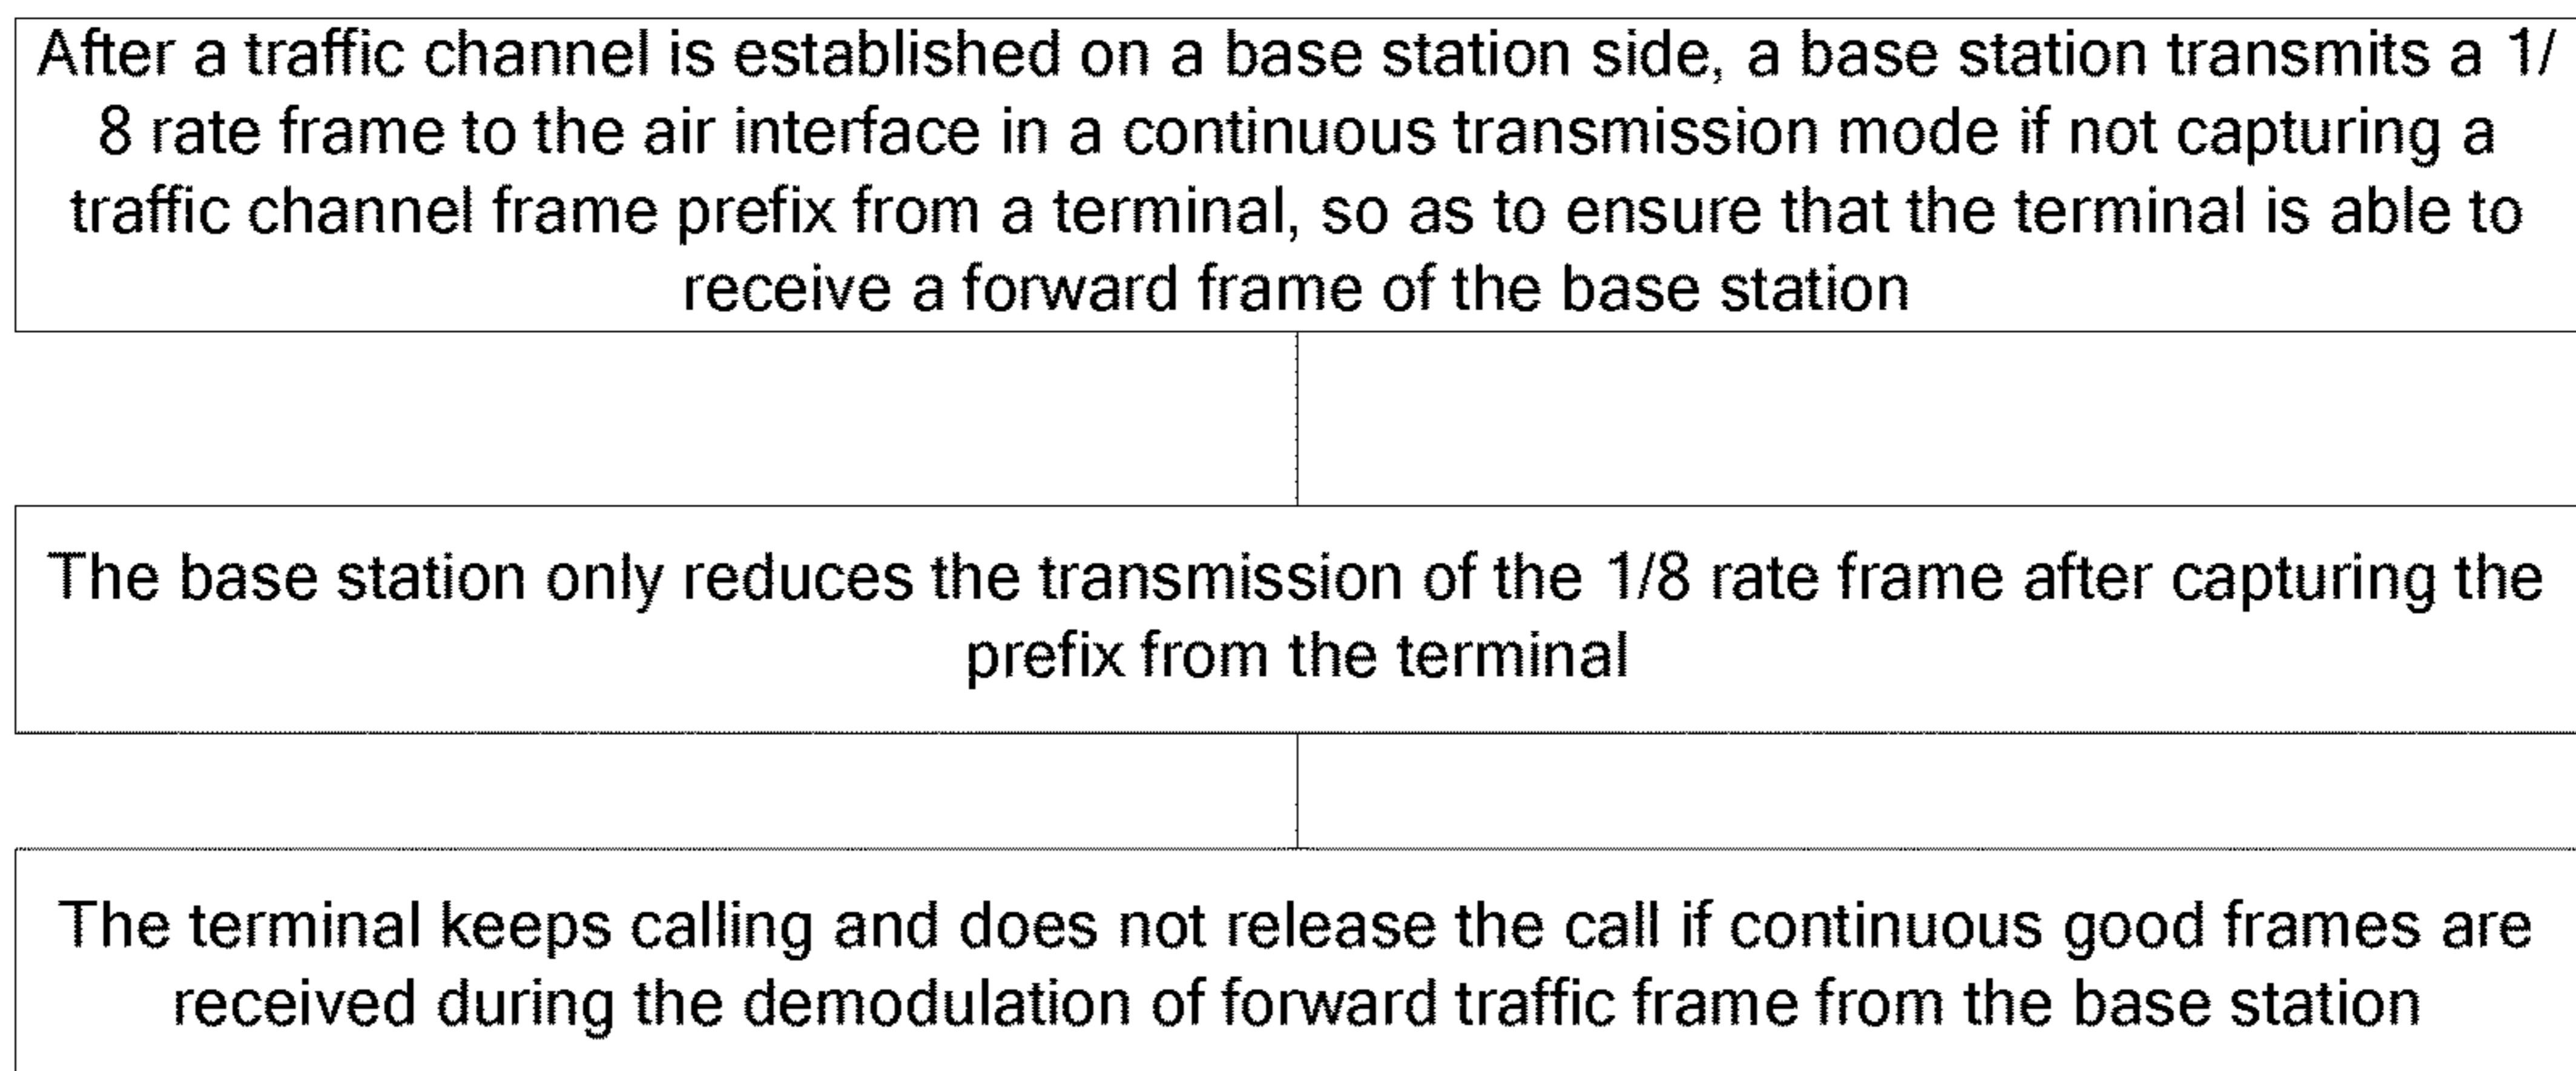 After a traffic channel is established on a base station side, a base station transmits a 1/
8 rate frame to the air interface in a continuous transmission mode if not capturing a
traffic channel frame prefix from a terminal, so as to ensure that the terminal is able to
receive a forward frame of the base station
The base station only reduces the transmission of the 1/8 rate frame after capturing the
prefix from the terminal
The terminal keeps calling and does not release the call if continuous good frames are
received during the demodulation of forward traffic frame from the base station